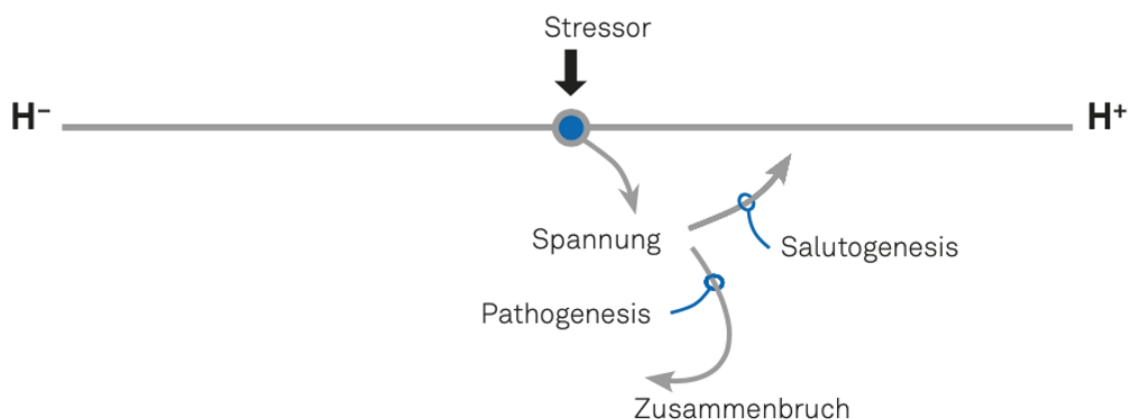 Stressor
H⁻
H⁺
Spannung
Salutogenesis
Pathogenesis
Zusammenbruch